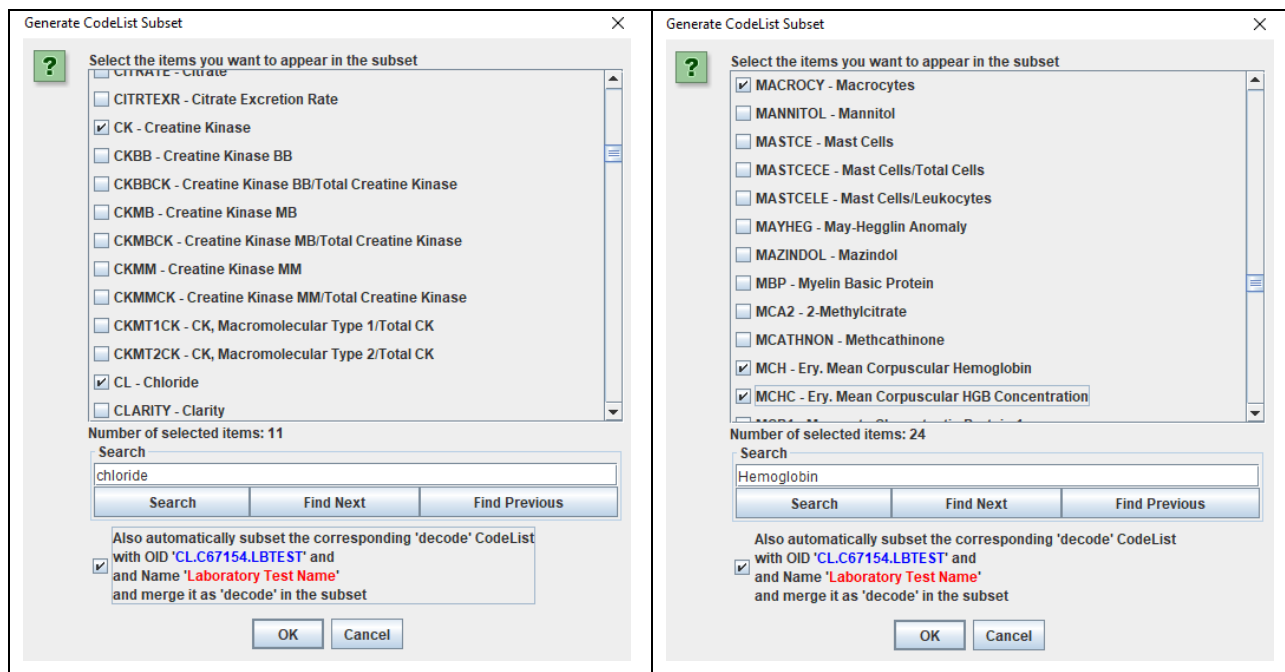 Generate CodeList Subset
Select the items you want to appear in the subset
CITRATE - Citrate
CITRTEXR - Citrate Excretion Rate
CK - Creatine Kinase
CKBB - Creatine Kinase BB
CKBBCK - Creatine Kinase BB/Total Creatine Kinase
CKMB - Creatine Kinase MB
CKMBCK - Creatine Kinase MB/Total Creatine Kinase
CKMM - Creatine Kinase MM
CKMMCK - Creatine Kinase MM/Total Creatine Kinase
CKMT1CK - CK, Macromolecular Type 1/Total CK
CKMT2CK - CK, Macromolecular Type 2/Total CK
CL - Chloride
CLARITY - Clarity
Number of selected items: 11
Search
chloride
Search Find Next Find Previous
Also automatically subset the corresponding 'decode' CodeList
with OID 'CL.C67154.LBTEST' and
and Name 'Laboratory Test Name'
and merge it as 'decode' in the subset
OK Cancel
Generate CodeList Subset
Select the items you want to appear in the subset
MACROCY - Macrocytes
MANNITOL - Mannitol
MASTCE - Mast Cells
MASTCECE - Mast Cells/Total Cells
MASTCELE - Mast Cells/Leukocytes
MAYHEG - May-Hegglin Anomaly
MAZINDOL - Mazindol
MBP - Myelin Basic Protein
MCA2 - 2-Methylcitrate
MCATHNON - Methcathinone
MCH - Ery. Mean Corpuscular Hemoglobin
MCHC - Ery. Mean Corpuscular HGB Concentration
Number of selected items: 24
Search
Hemoglobin
Search Find Next Find Previous
Also automatically subset the corresponding 'decode' CodeList
with OID 'CL.C67154.LBTEST' and
and Name 'Laboratory Test Name'
and merge it as 'decode' in the subset
OK Cancel